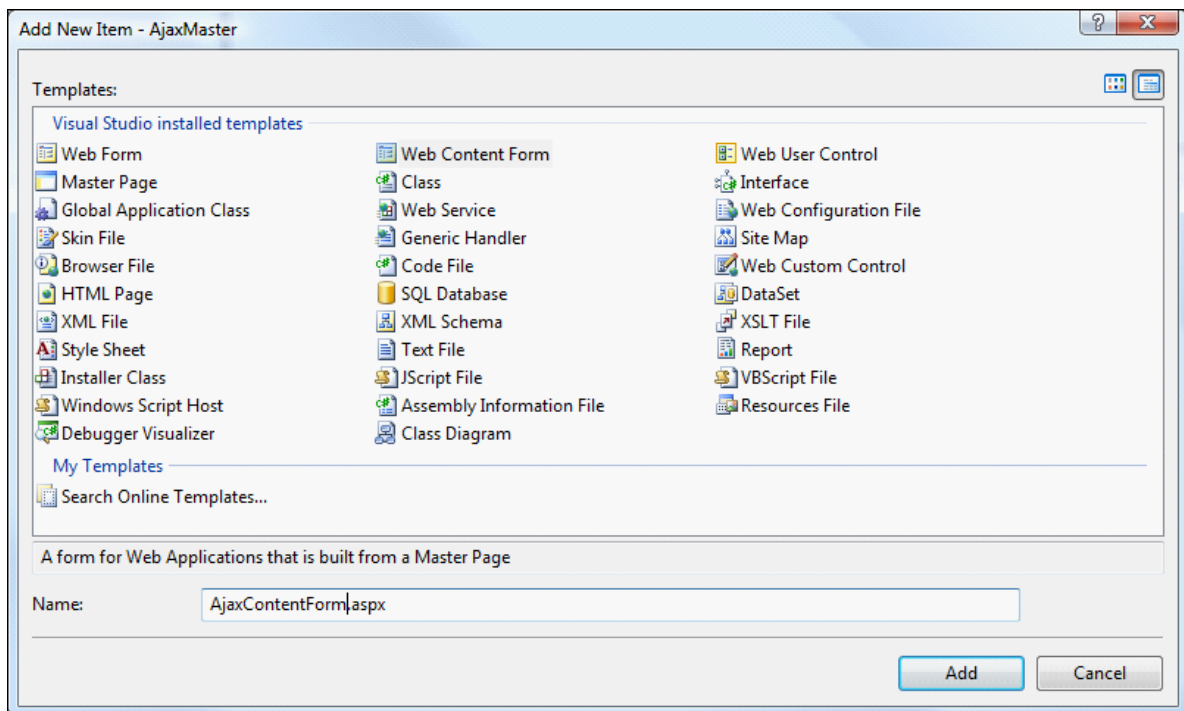 Add New Item - AjaxMaster
Templates:
Visual Studio installed templates
Web Form Web Content Form Web User Control
Master Page Class Interface
Global Application Class Web Service Web Configuration File
Skin File Generic Handler Site Map
Browser File Code File Web Custom Control
HTML Page SQL Database DataSet
XML File XML Schema XSLT File
Style Sheet Text File Report
Installer Class JScript File VBScript File
Windows Script Host Assembly Information File Resources File
Debugger Visualizer Class Diagram
My Templates
Search Online Templates...
A form for Web Applications that is built from a Master Page
Name: AjaxContentForm.aspx
Add Cancel